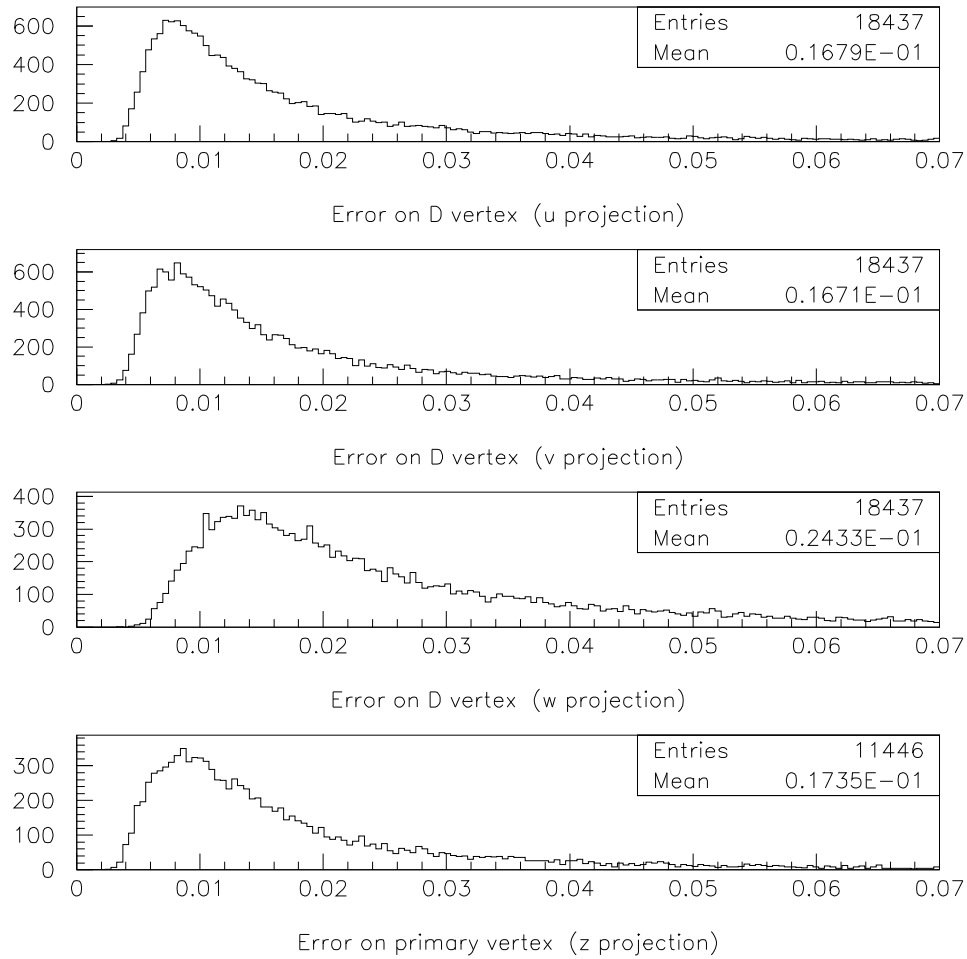 600
400
200
0
Entries 18437
Mean 0.1679E−01
0 0.01 0.02 0.03 0.04 0.05 0.06 0.07
Error on D vertex (u projection)
600
400
200
0
Entries 18437
Mean 0.1671E−01
0 0.01 0.02 0.03 0.04 0.05 0.06 0.07
Error on D vertex (v projection)
400
300
200
100
0
Entries 18437
Mean 0.2433E−01
0 0.01 0.02 0.03 0.04 0.05 0.06 0.07
Error on D vertex (w projection)
300
200
100
0
Entries 11446
Mean 0.1735E−01
0 0.01 0.02 0.03 0.04 0.05 0.06 0.07
Error on primary vertex (z projection)